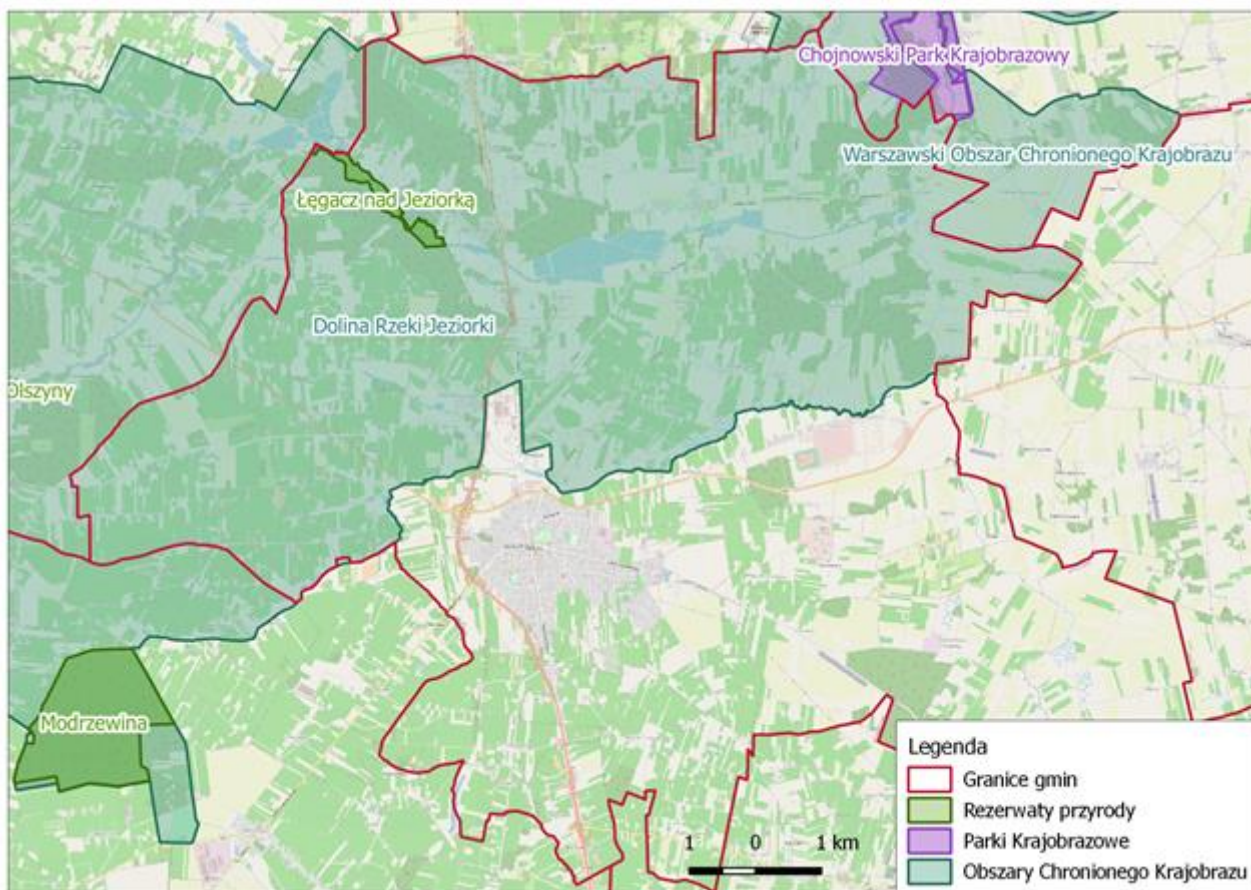 Chojnowski Park Krajobrazowy
Warszawski Obszar Chronionego Krajobrazu
Łęgacz nad Jeziorką
Dolina Rzeki Jeziorki
Olszyny
Modrzewina
Legenda
Granice gmin
Rezerwaty przyrody
Parki Krajobrazowe
Obszary Chronionego Krajobrazu
1 0 1 km